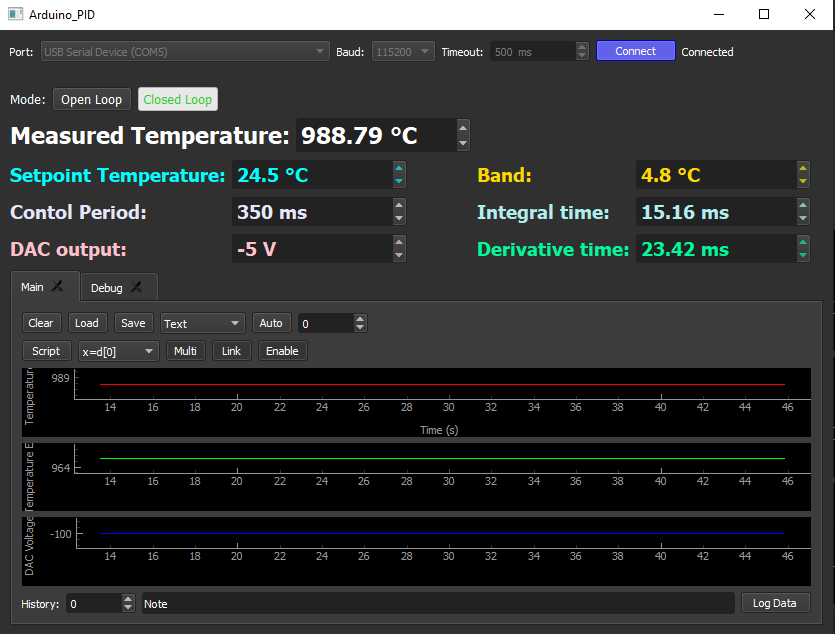 Arduino_PID
Port: USB Serial Device (COM5) Baud: 115200 Timeout: 500 ms Connect Connected
Mode: Open Loop Closed Loop
Measured Temperature: 988.79 °C
Setpoint Temperature: 24.5 °C Band: 4.8 °C
Contol Period: 350 ms Integral time: 15.16 ms
DAC output: -5 V Derivative time: 23.42 ms
Main Debug
Clear Load Save Text Auto 0
Script x=d[0] Multi Link Enable
Temperature
989
14 16 18 20 22 24 26 28 30 32 34 36 38 40 42 44 46
Time (s)
Temperature E
964
14 16 18 20 22 24 26 28 30 32 34 36 38 40 42 44 46
DAC Voltage
-100
14 16 18 20 22 24 26 28 30 32 34 36 38 40 42 44 46
History: 0 Note Log Data